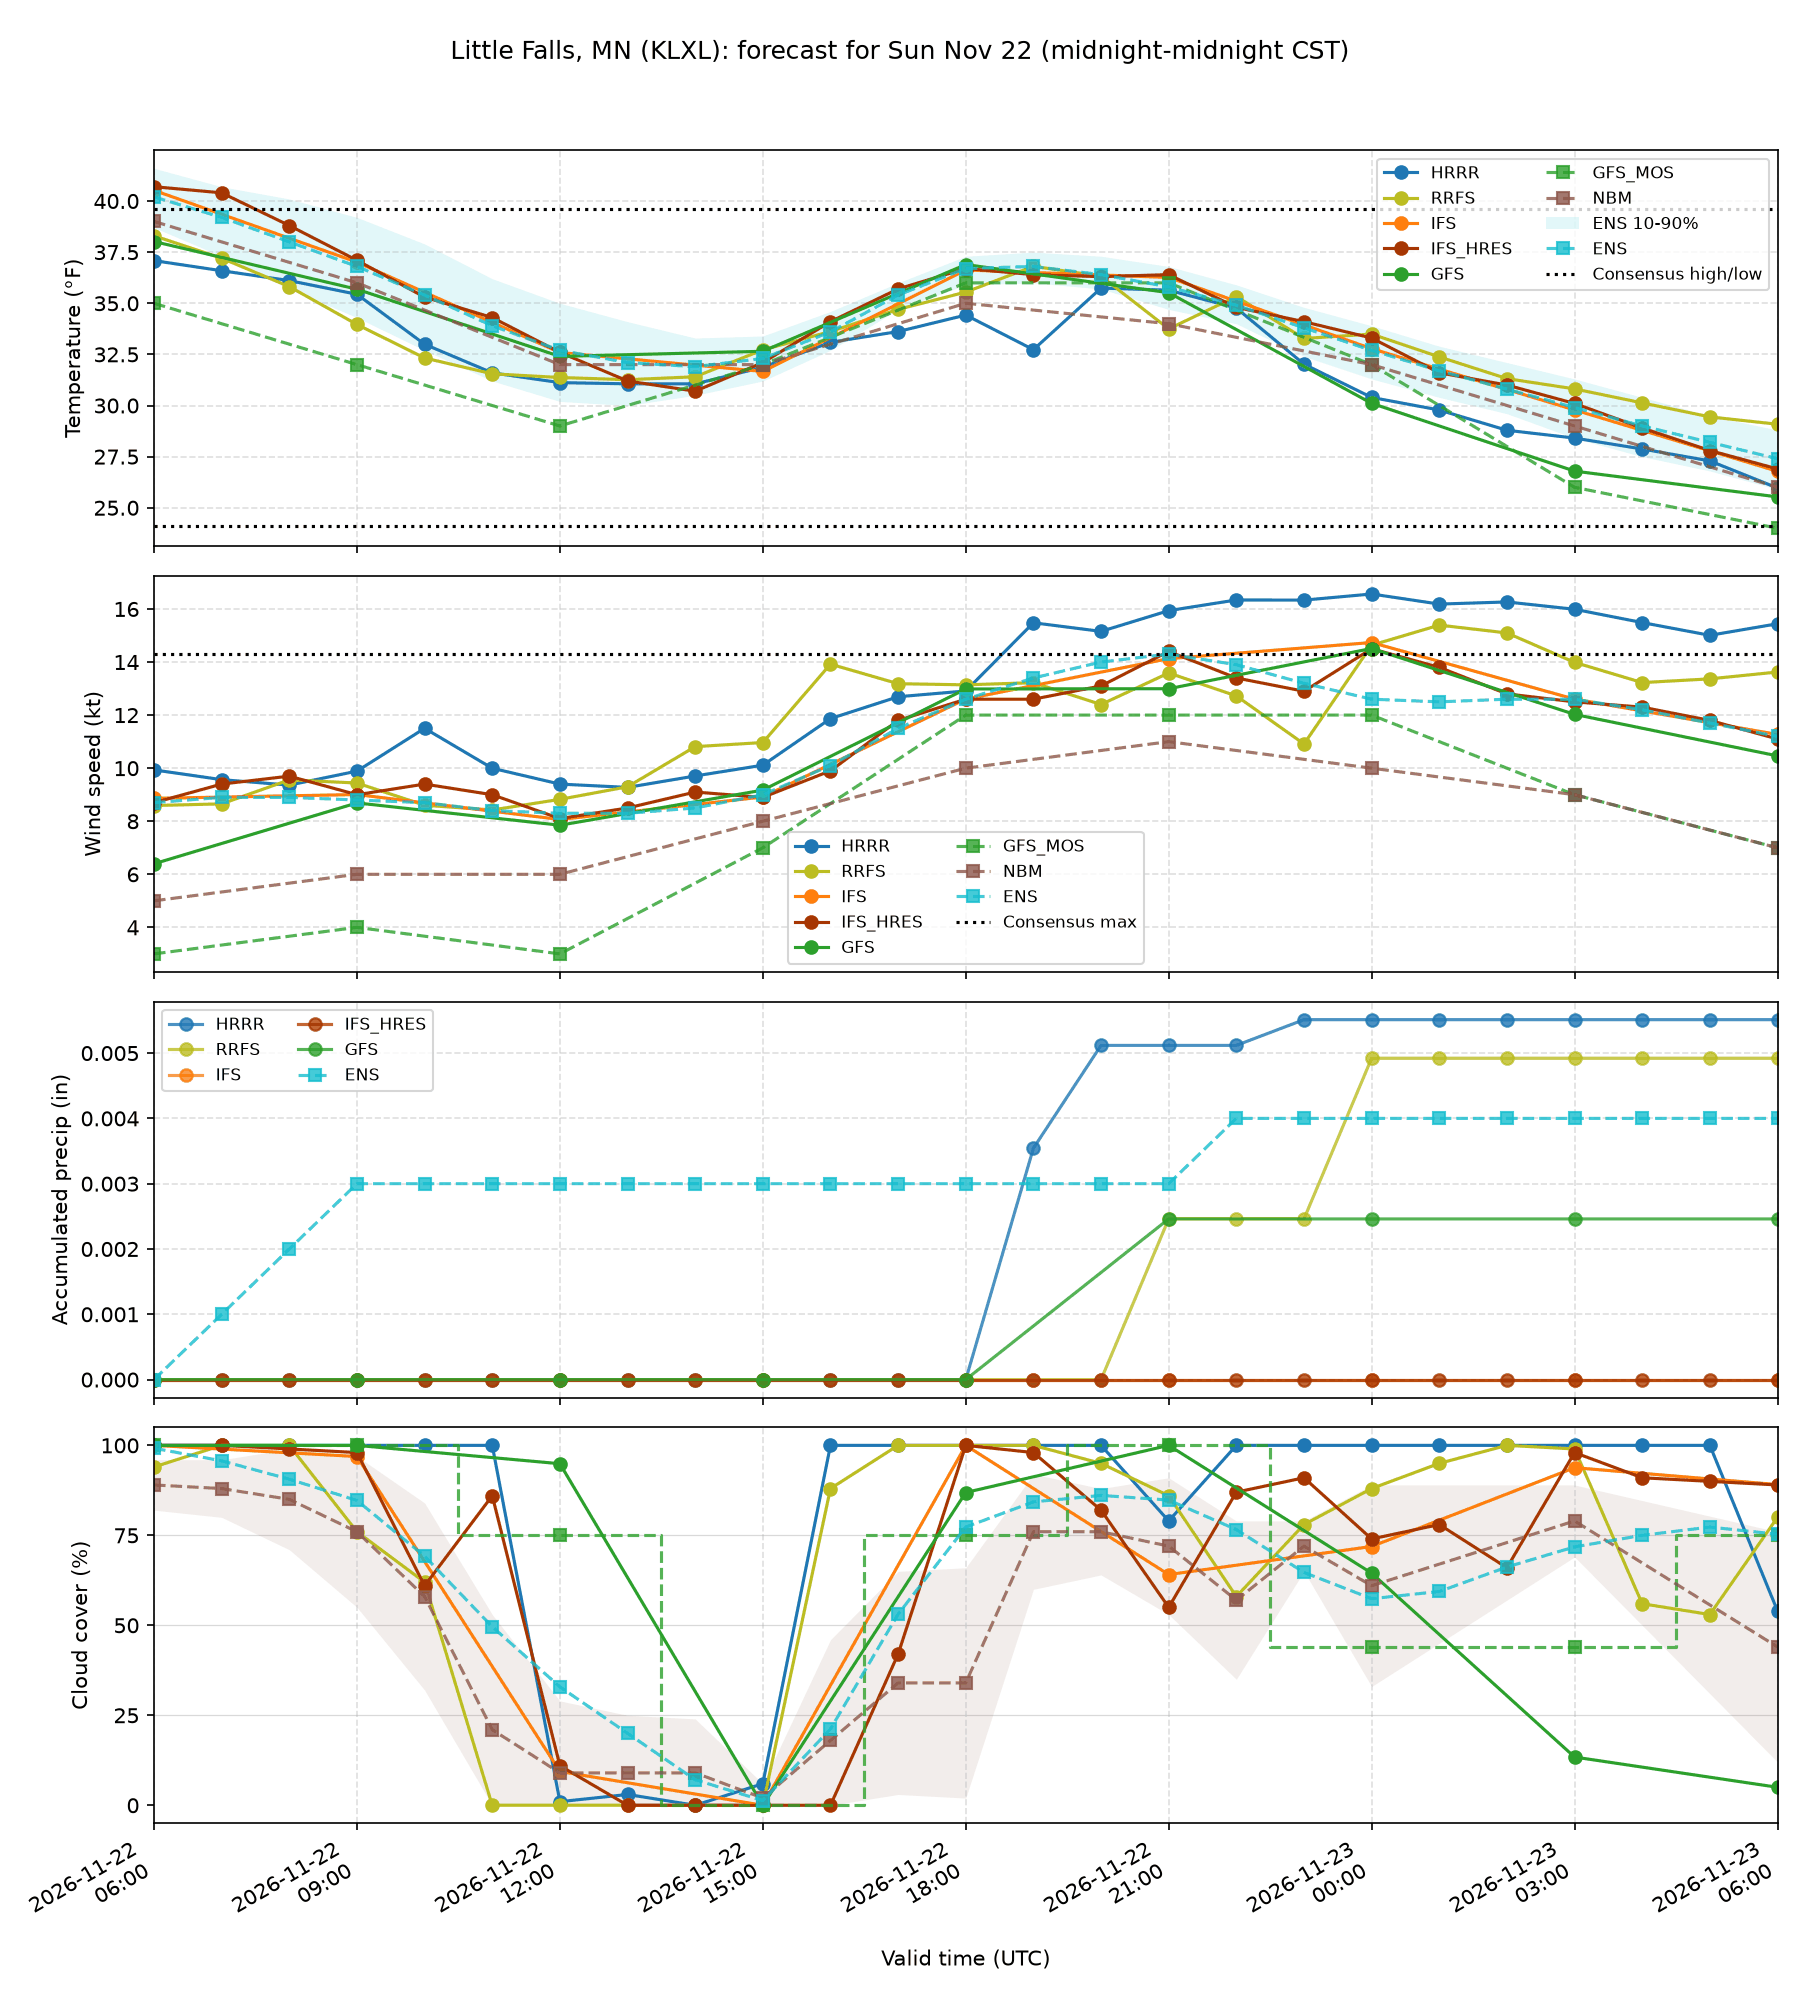 Little Falls, MN (KLXL): forecast for Sun Nov 22 (midnight-midnight CST)
Temperature (°F)
40.0
37.5
35.0
32.5
30.0
27.5
25.0
HRRR
RRFS
IFS
IFS_HRES
GFS
GFS_MOS
NBM
ENS 10-90%
ENS
Consensus high/low
Wind speed (kt)
16
14
12
10
8
6
4
HRRR
RRFS
IFS
IFS_HRES
GFS
GFS_MOS
NBM
ENS
Consensus max
Accumulated precip (in)
0.005
0.004
0.003
0.002
0.001
0.000
HRRR
RRFS
IFS
IFS_HRES
GFS
ENS
Cloud cover (%)
100
75
50
25
0
2026-11-22
06:00
2026-11-22
09:00
2026-11-22
12:00
2026-11-22
15:00
2026-11-22
18:00
2026-11-22
21:00
2026-11-23
00:00
2026-11-23
03:00
2026-11-23
06:00
Valid time (UTC)